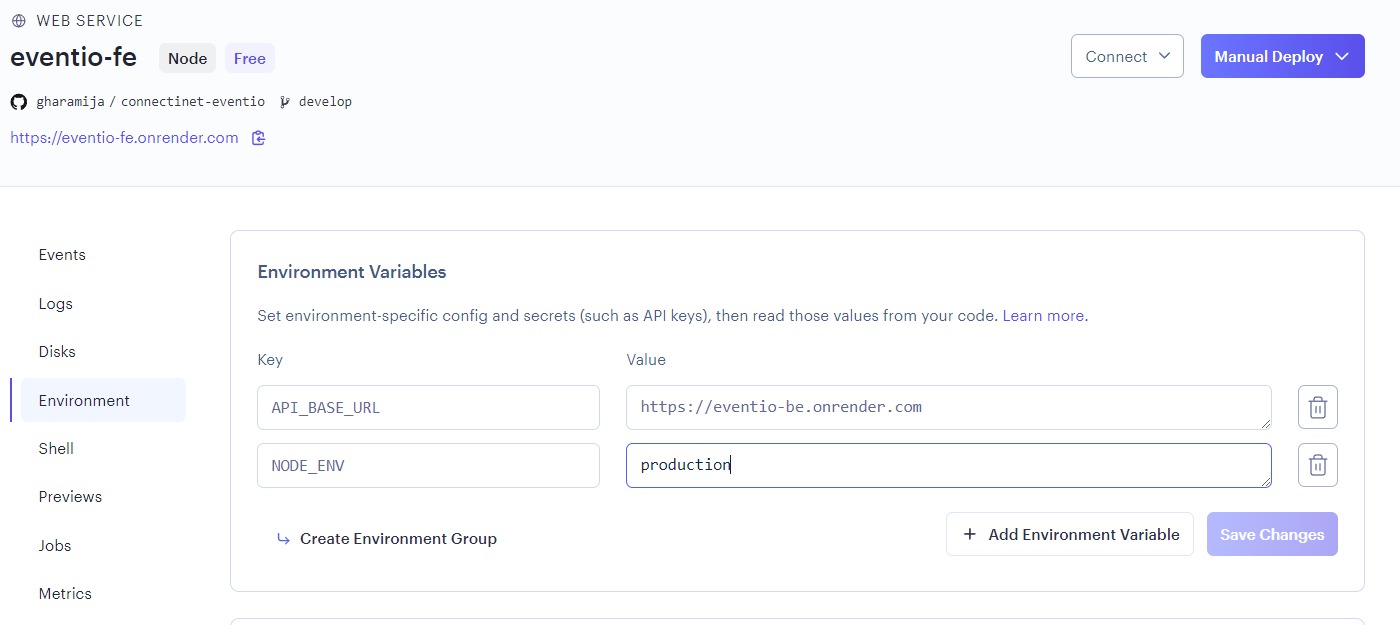 WEB SERVICE
eventio-fe Node Free Connect Manual Deploy
gharamija / connectinet-eventio develop
https://eventio-fe.onrender.com
Events
Logs
Disks
Environment
Shell
Previews
Jobs
Metrics
Environment Variables
Set environment-specific config and secrets (such as API keys), then read those values from your code. Learn more.
Key Value
API_BASE_URL https://eventio-be.onrender.com
NODE_ENV production
Create Environment Group + Add Environment Variable Save Changes